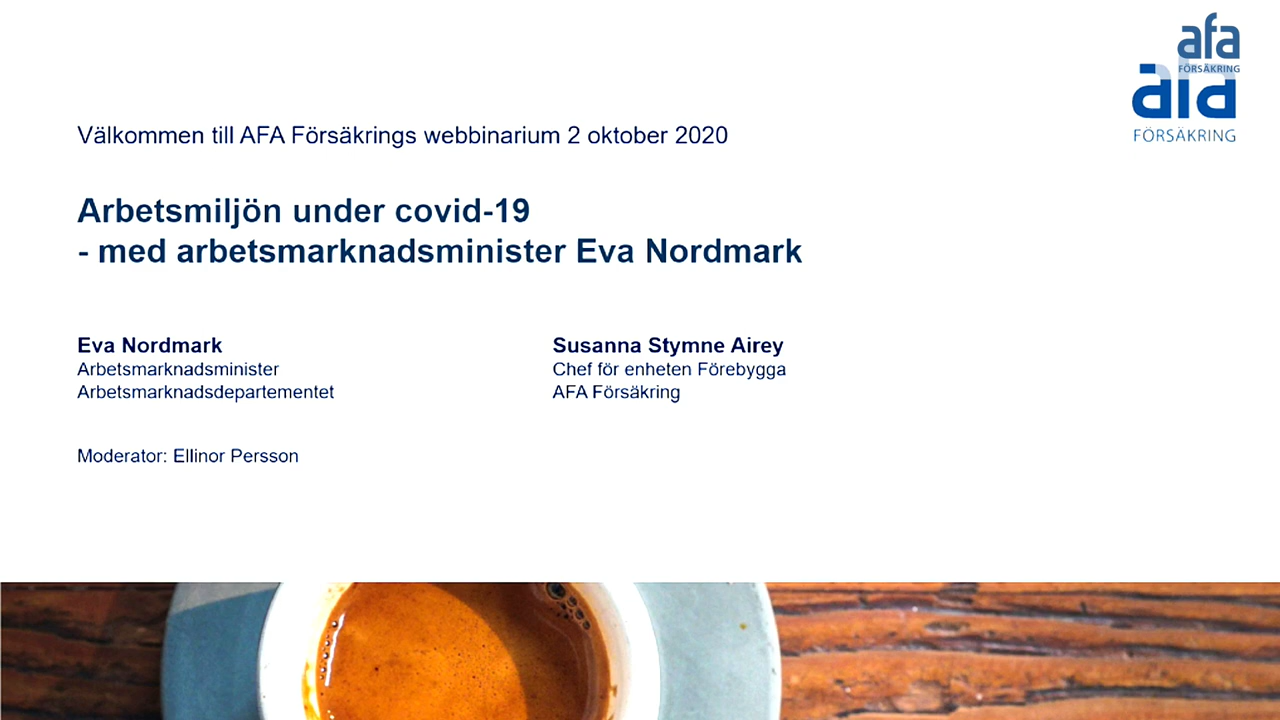 afa
FÖRSÄKRING
FÖRSÄKRING
Välkommen till AFA Försäkrings webbinarium 2 oktober 2020
Arbetsmiljön under covid-19
- med arbetsmarknadsminister Eva Nordmark
Eva Nordmark
Arbetsmarknadsminister
Arbetsmarknadsdepartementet
Susanna Stymne Airey
Chef för enheten Förebygga
AFA Försäkring
Moderator: Ellinor Persson